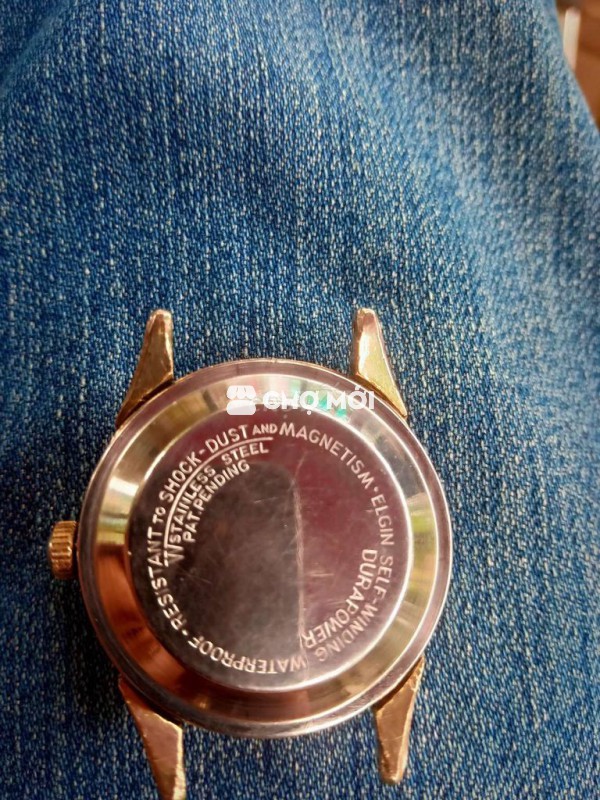 CHỢ MỚI
WATERPROOF · RESISTANT TO SHOCK - DUST AND MAGNETISM · ELGIN SELF-WINDING
DURAPOWER
STAINLESS STEEL
PAT PENDING